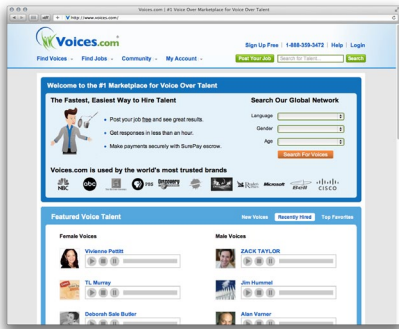 Voices.com | #1 Voice Over Marketplace for Voice Over Talent
http://www.voices.com/
Voices.com
Sign Up Free | 1-888-359-3472 | Help | Login
Find Voices
Find Jobs
Community
My Account
Post Your Job
Search for Talent...
Search
Welcome to the #1 Marketplace for Voice Over Talent
The Fastest, Easiest Way to Hire Talent
Post your job free and see great results.
Get responses in less than an hour.
Make payments securely with SurePay escrow.
Search Our Global Network
Language
Gender
Age
Search For Voices
Voices.com is used by the world's most trusted brands
NBC
abc
PBS
Discovery
Microsoft
Bell
CISCO
Featured Voice Talent
New Voices
Recently Hired
Top Favorites
Female Voices
Male Voices
Vivienne Pettitt
ZACK TAYLOR
TL Murray
Jim Hummel
Deborah Sale Butler
Alan Varner